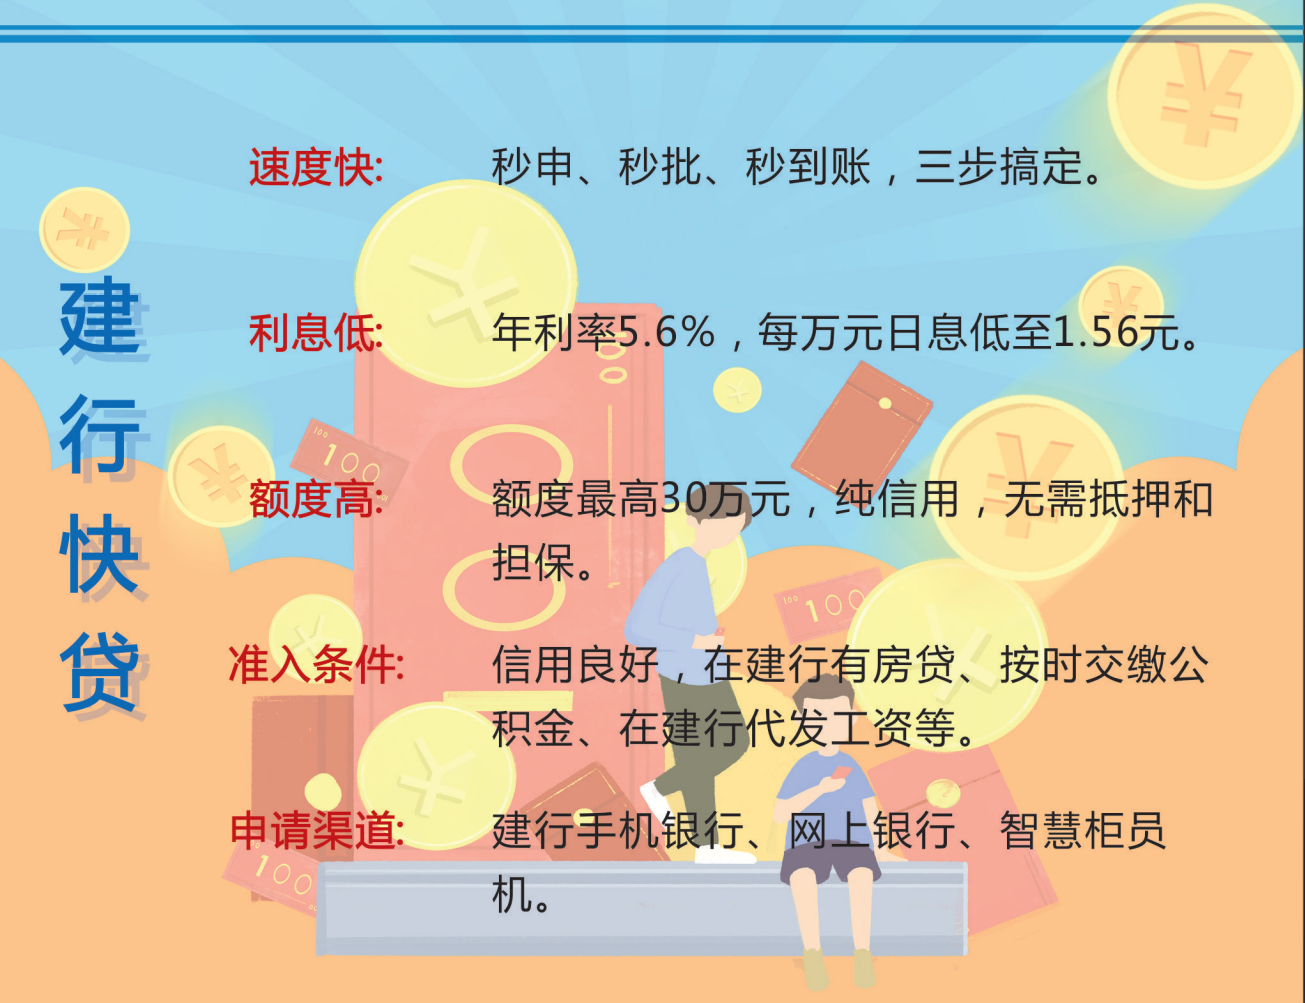 建行快贷
速度快: 秒申、秒批、秒到账，三步搞定。
利息低: 年利率5.6%，每万元日息低至1.56元。
额度高: 额度最高30万元，纯信用，无需抵押和
担保。
准入条件: 信用良好，在建行有房贷、按时交缴公
积金、在建行代发工资等。
申请渠道: 建行手机银行、网上银行、智慧柜员
机。
100
100
100
100